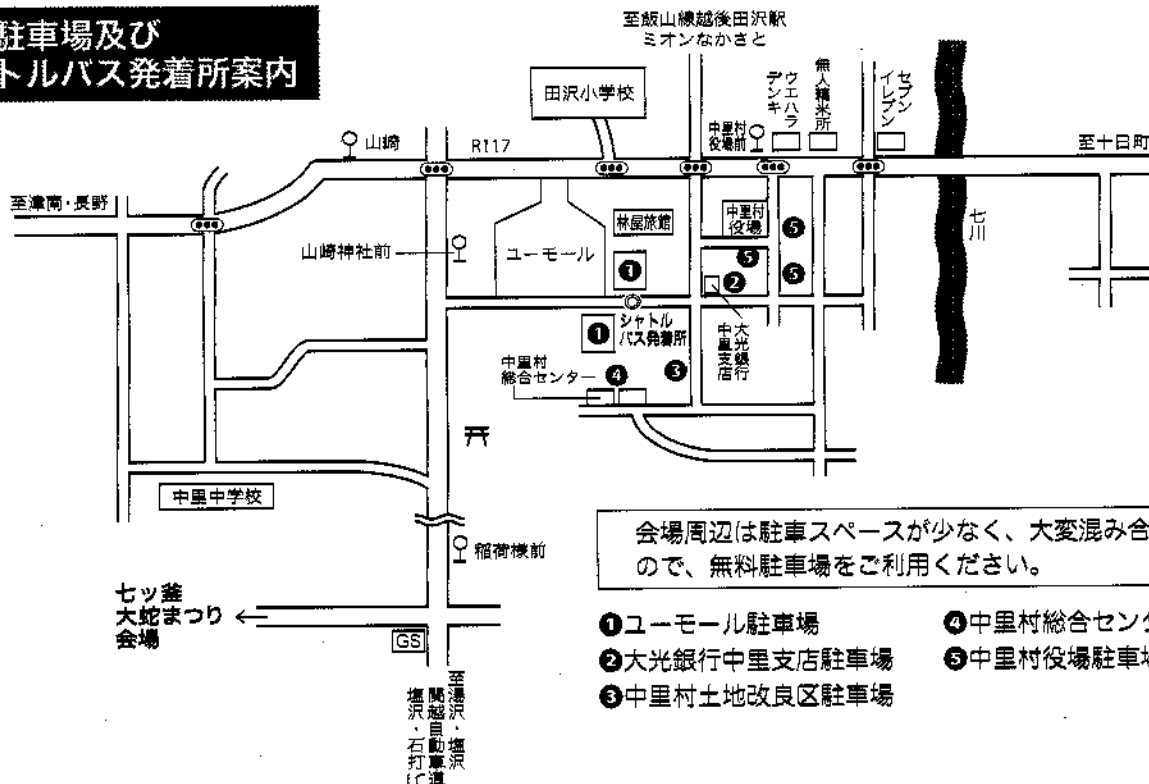 駐車場及び
トルバス発着所案内
至飯山線越後田沢駅
ミオンなかさと
田沢小学校
中里村
役場前
ウエハラ
デンキ
無人精米所
セブン
イレブン
山崎
R117
至十日町
至津南・長野
山崎神社前
ユーモール
林屋旅館
中里村
役場
七川
❶
❺
❺
❺
❷
❶
シャトル
バス発着所
大光銀行
中里支店
中里村
総合センター
❹
❸
中里中学校
稲荷様前
七ッ釜
大蛇まつり
会場
GS
至湯沢・塩沢
関越自動車道
塩沢・石打IC
会場周辺は駐車スペースが少なく、大変混み合
ので、無料駐車場をご利用ください。
❶ユーモール駐車場
❷大光銀行中里支店駐車場
❸中里村土地改良区駐車場
❹中里村総合センタ
❺中里村役場駐車場